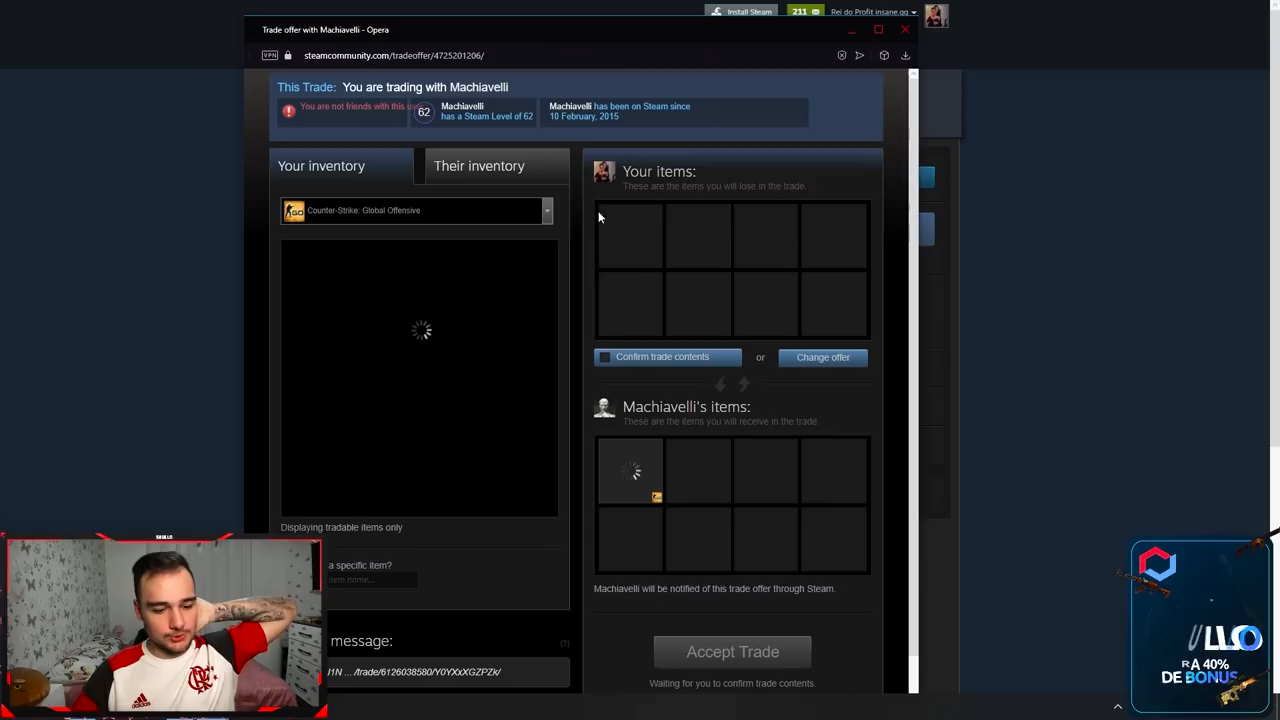 Install Steam
211
Rei do Profit insane.gg
Trade offer with Machiavelli - Opera
VPN
steamcommunity.com/tradeoffer/4725201206/
This Trade: You are trading with Machiavelli
You are not friends with this
62
Machiavelli
has a Steam Level of 62
Machiavelli has been on Steam since
10 February, 2015
Your inventory
Their inventory
Counter-Strike: Global Offensive
Displaying tradable items only
a specific item?
item name...
message:
(?)
... /trade/6126038580/Y0YXxXGZPZk/
Your items:
These are the items you will lose in the trade.
Confirm trade contents
or
Change offer
Machiavelli's items:
These are the items you will receive in the trade.
Machiavelli will be notified of this trade offer through Steam.
Accept Trade
Waiting for you to confirm trade contents.
A 40%
DE BONUS